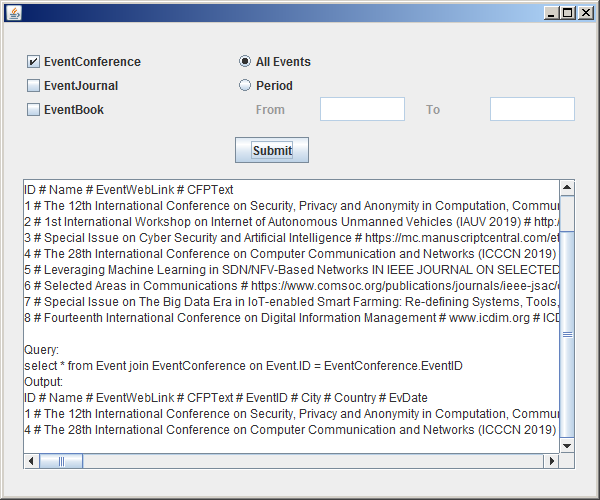 EventConference
All Events
EventJournal
Period
EventBook
From
To
Submit
ID # Name # EventWebLink # CFPText
1 # The 12th International Conference on Security, Privacy and Anonymity in Computation, Commu
2 # 1st International Workshop on Internet of Autonomous Unmanned Vehicles (IAUV 2019) # http:/
3 # Special Issue on Cyber Security and Artificial Intelligence # https://mc.manuscriptcentral.com/et
4 # The 28th International Conference on Computer Communication and Networks (ICCCN 2019)
5 # Leveraging Machine Learning in SDN/NFV-Based Networks IN IEEE JOURNAL ON SELECTED
6 # Selected Areas in Communications # https://www.comsoc.org/publications/journals/ieee-jsac/
7 # Special Issue on The Big Data Era in IoT-enabled Smart Farming: Re-defining Systems, Tools,
8 # Fourteenth International Conference on Digital Information Management # www.icdim.org # ICD
Query:
select * from Event join EventConference on Event.ID = EventConference.EventID
Output:
ID # Name # EventWebLink # CFPText # EventID # City # Country # EvDate
1 # The 12th International Conference on Security, Privacy and Anonymity in Computation, Commu
4 # The 28th International Conference on Computer Communication and Networks (ICCCN 2019)